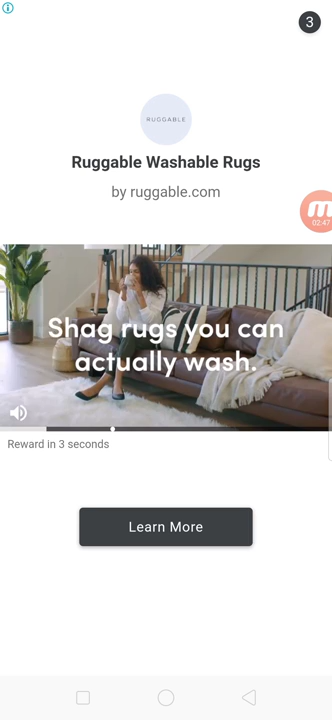 3
RUGGABLE
Ruggable Washable Rugs
by ruggable.com
02:47
Shag rugs you can
actually wash.
Reward in 3 seconds
Learn More